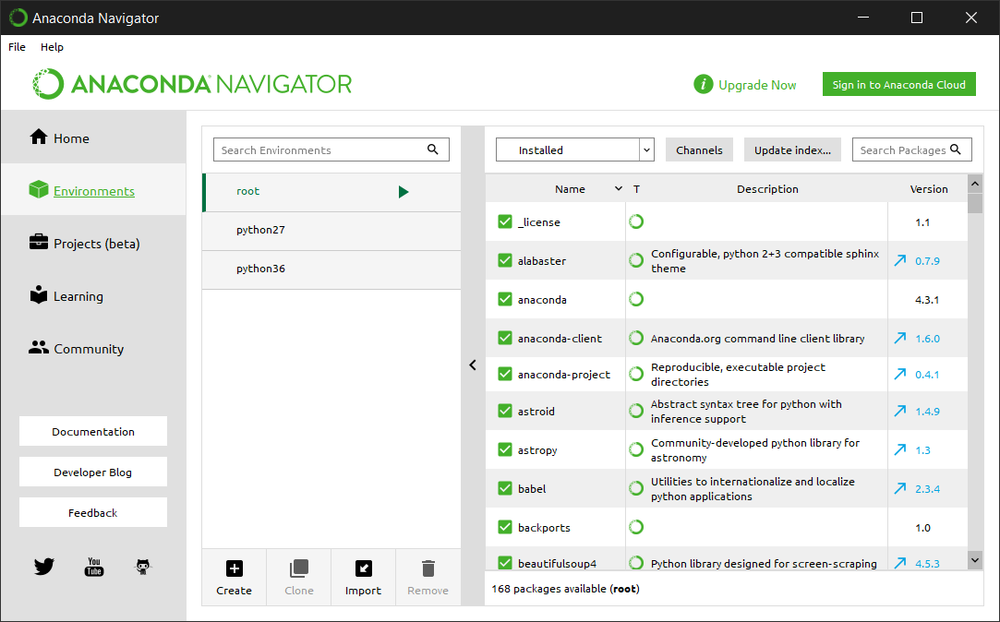 Anaconda Navigator
File Help
ANACONDA NAVIGATOR
i Upgrade Now
Sign in to Anaconda Cloud
Home
Environments
Projects (beta)
Learning
Community
Documentation
Developer Blog
Feedback
You Tube
Search Environments
root
python27
python36
Create
Clone
Import
Remove
Installed
Channels
Update index...
Search Packages
Name T Description Version
_license 1.1
alabaster Configurable, python 2+3 compatible sphinx 0.7.9
theme
anaconda 4.3.1
anaconda-client Anaconda.org command line client library 1.6.0
anaconda-project Reproducible, executable project 0.4.1
directories
astroid Abstract syntax tree for python with 1.4.9
inference support
astropy Community-developed python library for 1.3
astronomy
babel Utilities to internationalize and localize 2.3.4
python applications
backports 1.0
beautifulsoup4 Python library designed for screen-scraping 4.5.3
168 packages available (root)